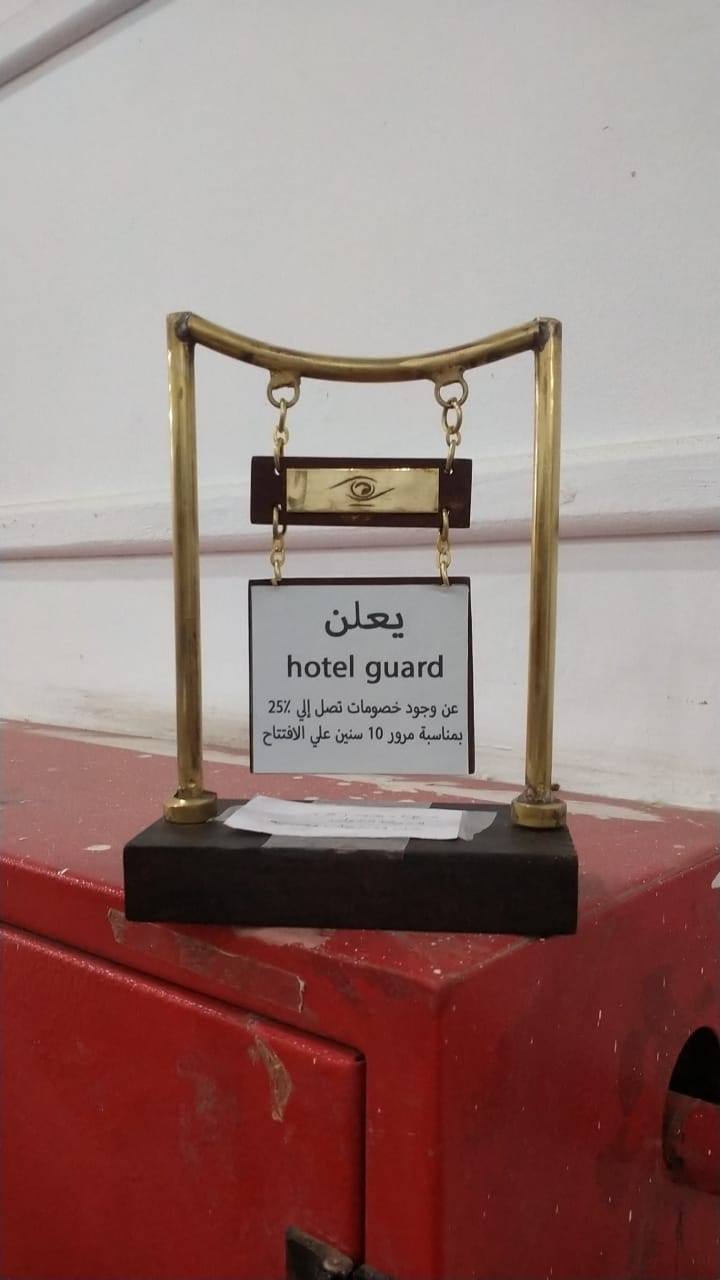 يعلن
hotel guard
عن وجود خصومات تصل إلي 25٪
بمناسبة مرور 10 سنين علي الافتتاح